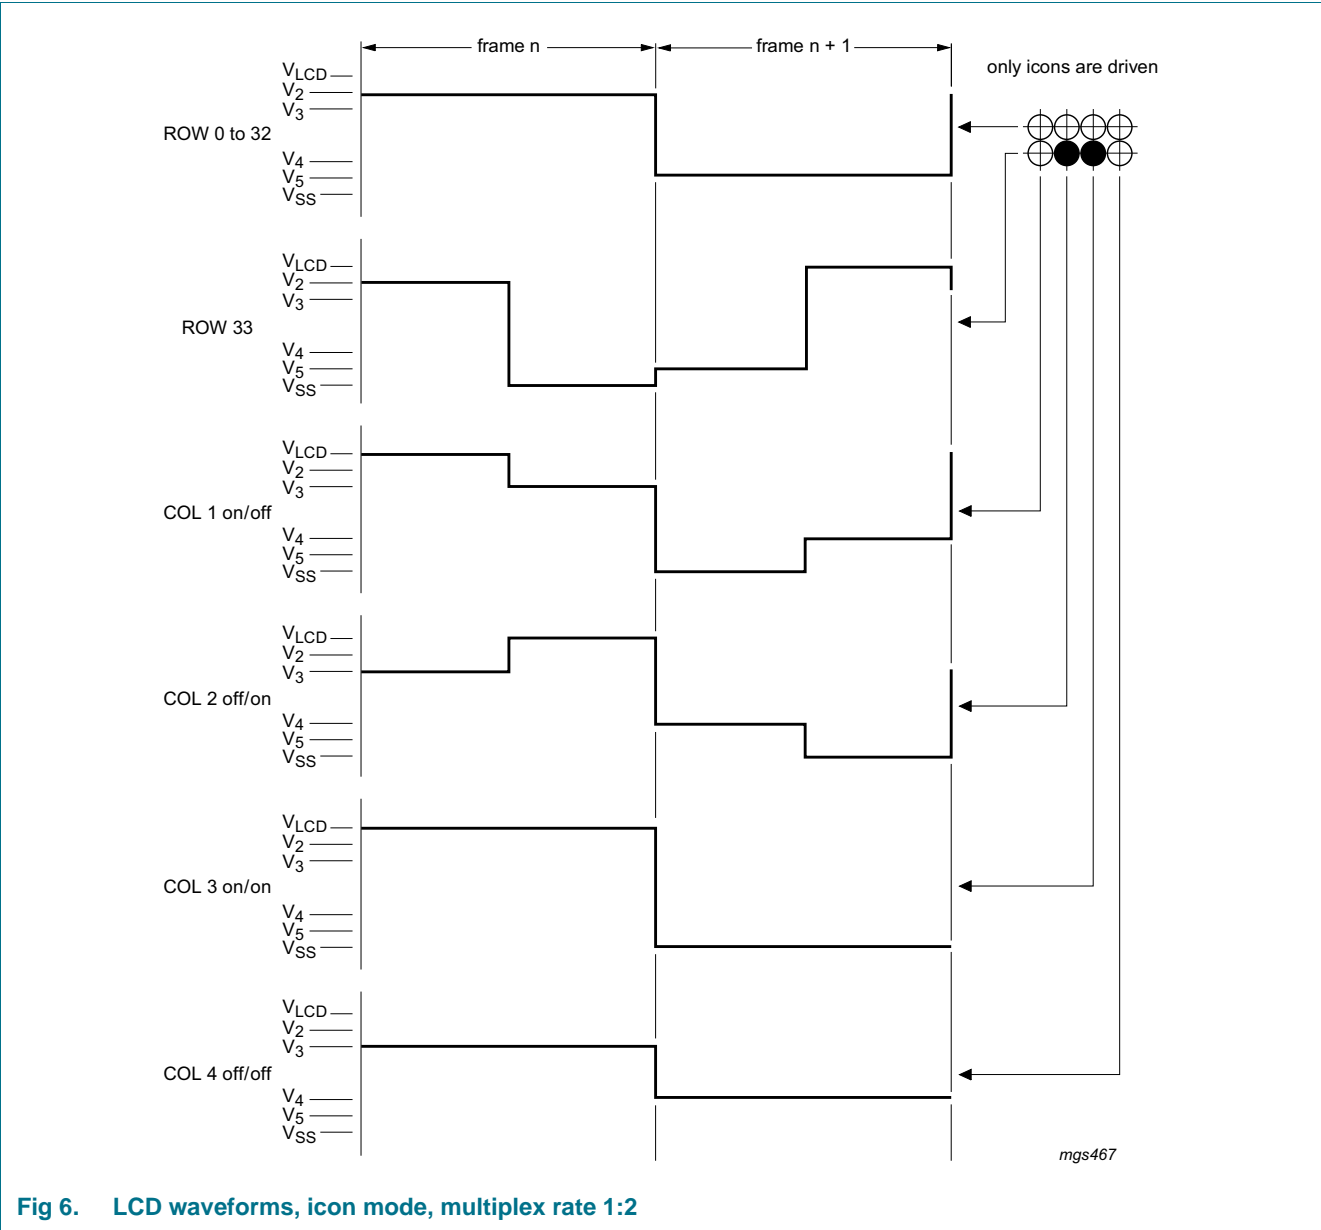 frame n
frame n + 1
only icons are driven
VLCD
V2
V3
ROW 0 to 32
V4
V5
VSS
VLCD
V2
V3
ROW 33
V4
V5
VSS
VLCD
V2
V3
COL 1 on/off
V4
V5
VSS
VLCD
V2
V3
COL 2 off/on
V4
V5
VSS
VLCD
V2
V3
COL 3 on/on
V4
V5
VSS
VLCD
V2
V3
COL 4 off/off
V4
V5
VSS
mgs467
Fig 6. LCD waveforms, icon mode, multiplex rate 1:2